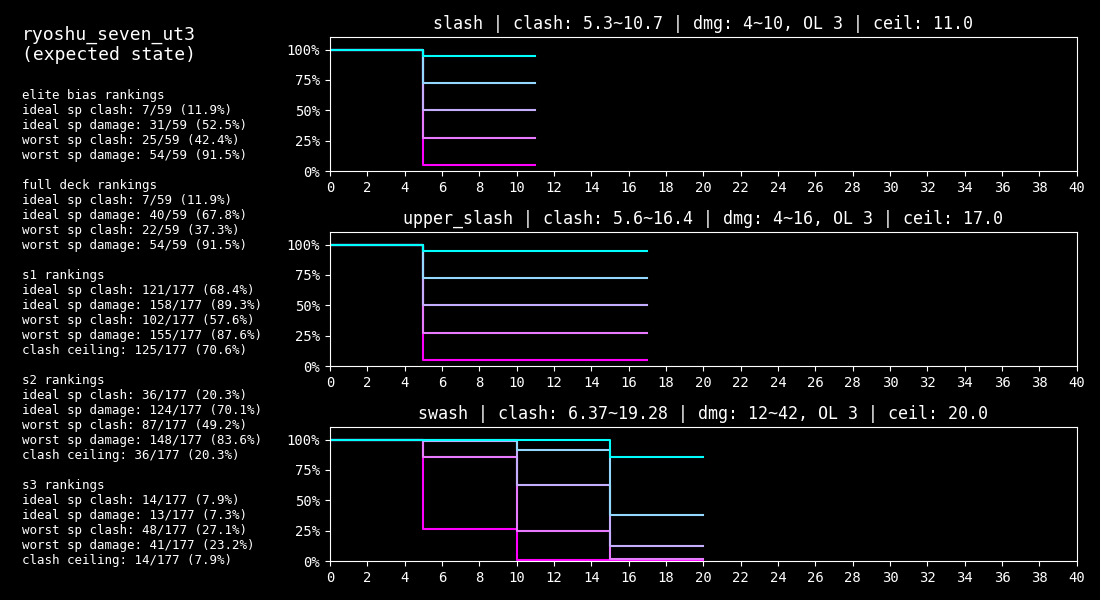 ryoshu_seven_ut3
(expected state)
elite bias rankings
ideal sp clash: 7/59 (11.9%)
ideal sp damage: 31/59 (52.5%)
worst sp clash: 25/59 (42.4%)
worst sp damage: 54/59 (91.5%)
full deck rankings
ideal sp clash: 7/59 (11.9%)
ideal sp damage: 40/59 (67.8%)
worst sp clash: 22/59 (37.3%)
worst sp damage: 54/59 (91.5%)
s1 rankings
ideal sp clash: 121/177 (68.4%)
ideal sp damage: 158/177 (89.3%)
worst sp clash: 102/177 (57.6%)
worst sp damage: 155/177 (87.6%)
clash ceiling: 125/177 (70.6%)
s2 rankings
ideal sp clash: 36/177 (20.3%)
ideal sp damage: 124/177 (70.1%)
worst sp clash: 87/177 (49.2%)
worst sp damage: 148/177 (83.6%)
clash ceiling: 36/177 (20.3%)
s3 rankings
ideal sp clash: 14/177 (7.9%)
ideal sp damage: 13/177 (7.3%)
worst sp clash: 48/177 (27.1%)
worst sp damage: 41/177 (23.2%)
clash ceiling: 14/177 (7.9%)
slash | clash: 5.3~10.7 | dmg: 4~10, OL 3 | ceil: 11.0
100%
75%
50%
25%
0%
0 2 4 6 8 10 12 14 16 18 20 22 24 26 28 30 32 34 36 38 40
upper_slash | clash: 5.6~16.4 | dmg: 4~16, OL 3 | ceil: 17.0
100%
75%
50%
25%
0%
0 2 4 6 8 10 12 14 16 18 20 22 24 26 28 30 32 34 36 38 40
swash | clash: 6.37~19.28 | dmg: 12~42, OL 3 | ceil: 20.0
100%
75%
50%
25%
0%
0 2 4 6 8 10 12 14 16 18 20 22 24 26 28 30 32 34 36 38 40